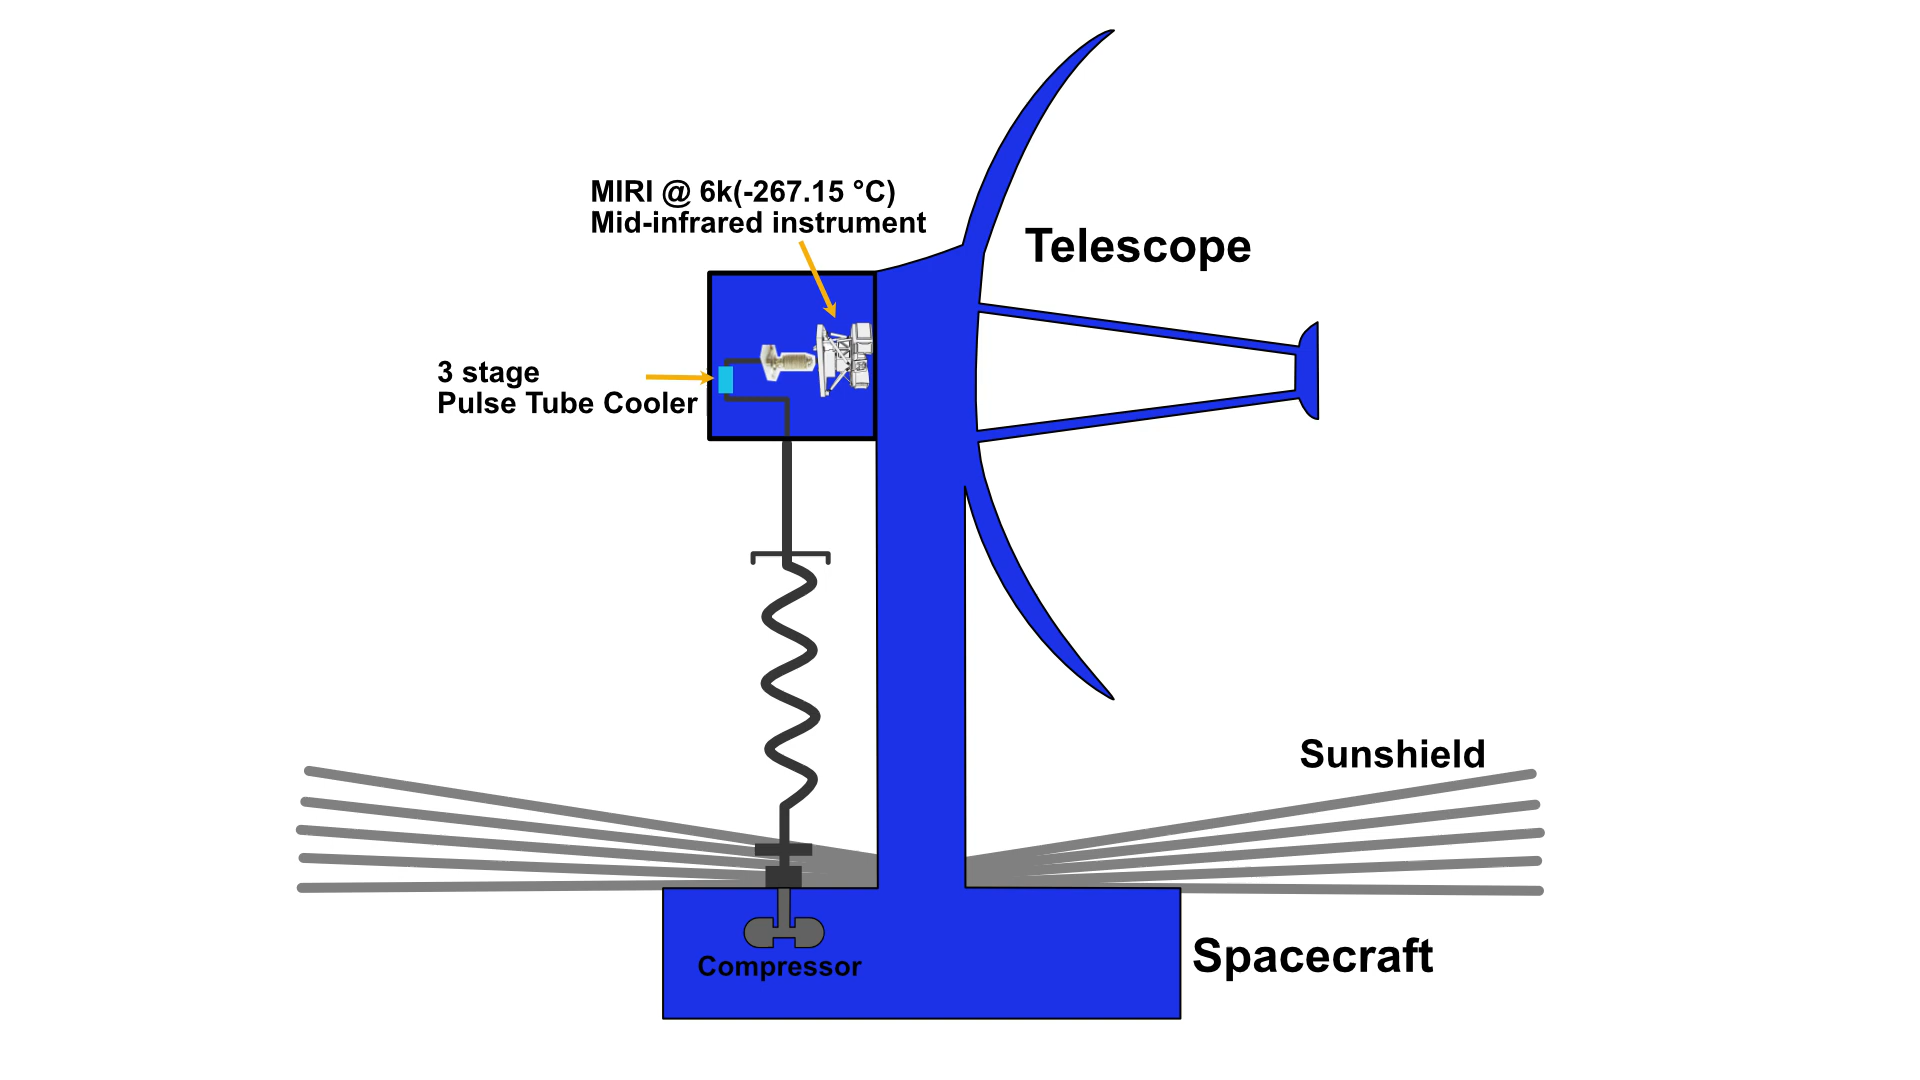 MIRI @ 6k(-267.15 °C)
Mid-infrared instrument
Telescope
3 stage
Pulse Tube Cooler
Sunshield
Spacecraft
Compressor